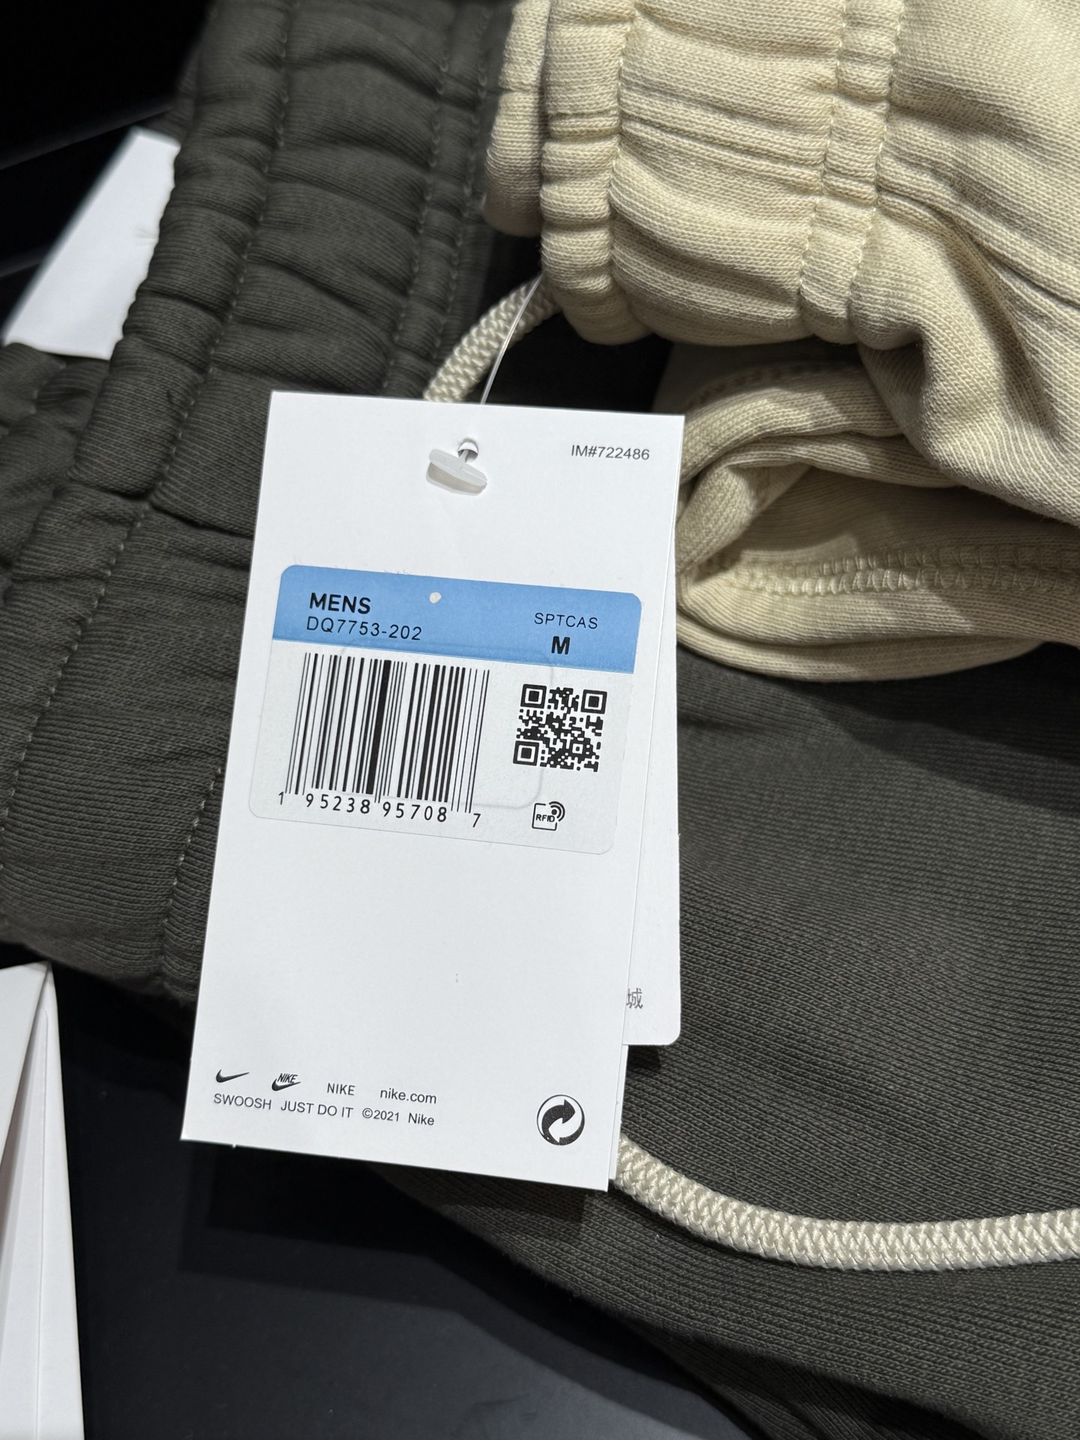 IM#722486
MENS
DQ7753-202
SPTCAS
M
1 95238 95708 7
RFID
城
NIKE
NIKE
nike.com
SWOOSH JUST DO IT ©2021 Nike